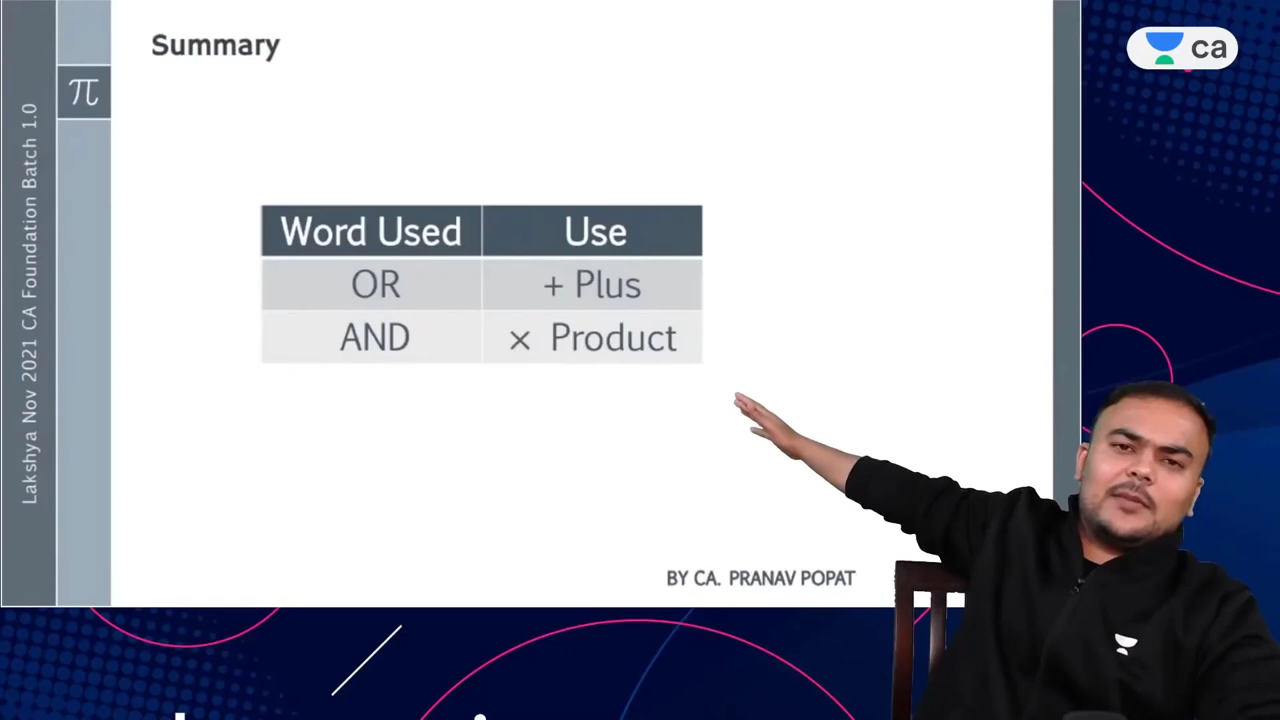 Summary
π
Lakshya Nov 2021 CA Foundation Batch 1.0
Word Used Use
OR + Plus
AND × Product
BY CA. PRANAV POPAT
ca